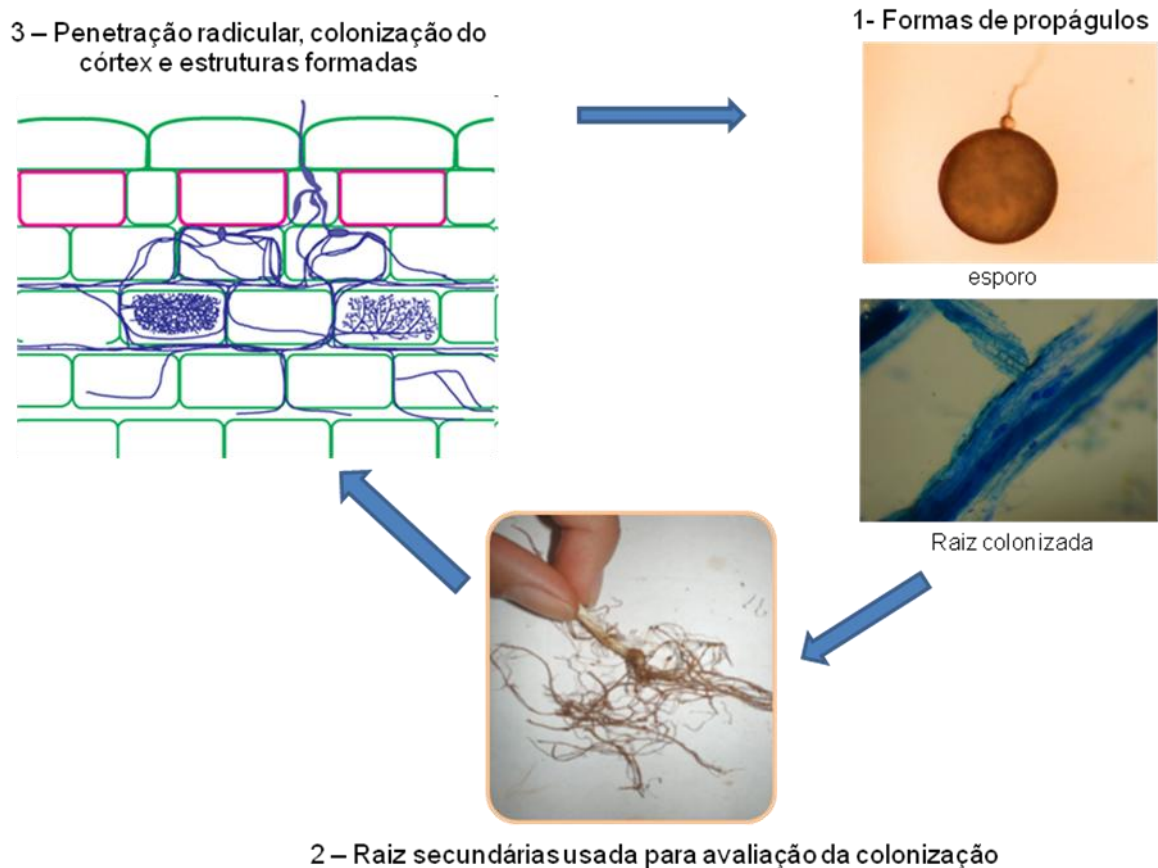 3 – Penetração radicular, colonização do
córtex e estruturas formadas
1- Formas de propágulos
esporo
Raiz colonizada
2 – Raiz secundárias usada para avaliação da colonização